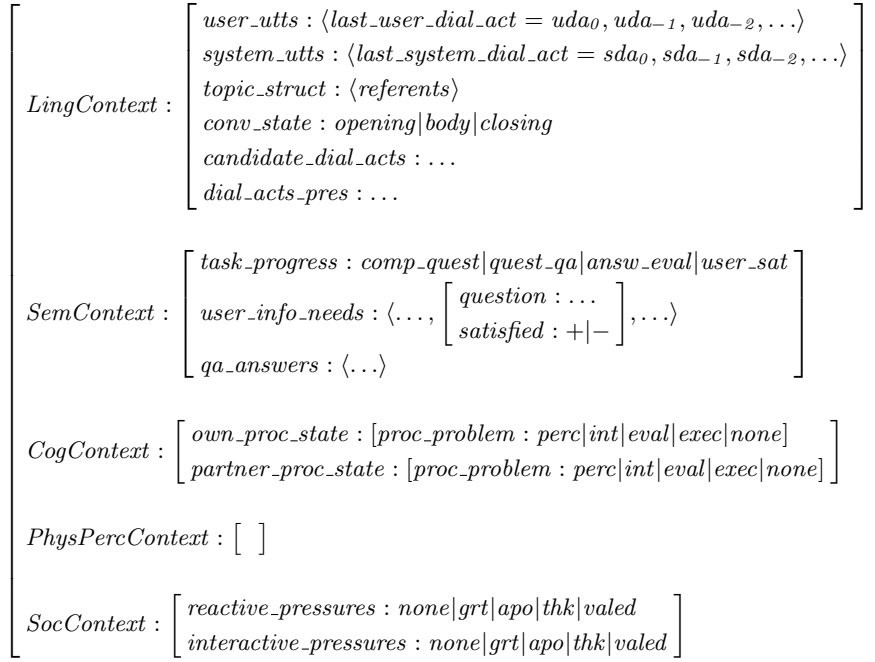 user_utts : ⟨last_user_dial_act = uda₀, uda₋₁, uda₋₂, …⟩
system_utts : ⟨last_system_dial_act = sda₀, sda₋₁, sda₋₂, …⟩
topic_struct : ⟨referents⟩
LingContext :
conv_state : opening|body|closing
candidate_dial_acts : …
dial_acts_pres : …
task_progress : comp_quest|quest_qa|answ_eval|user_sat
SemContext :
user_info_needs : ⟨…, [question : …
satisfied : +|−], …⟩
qa_answers : ⟨…⟩
CogContext :
own_proc_state : [proc_problem : perc|int|eval|exec|none]
partner_proc_state : [proc_problem : perc|int|eval|exec|none]
PhysPercContext : [ ]
SocContext :
reactive_pressures : none|grt|apo|thk|valed
interactive_pressures : none|grt|apo|thk|valed